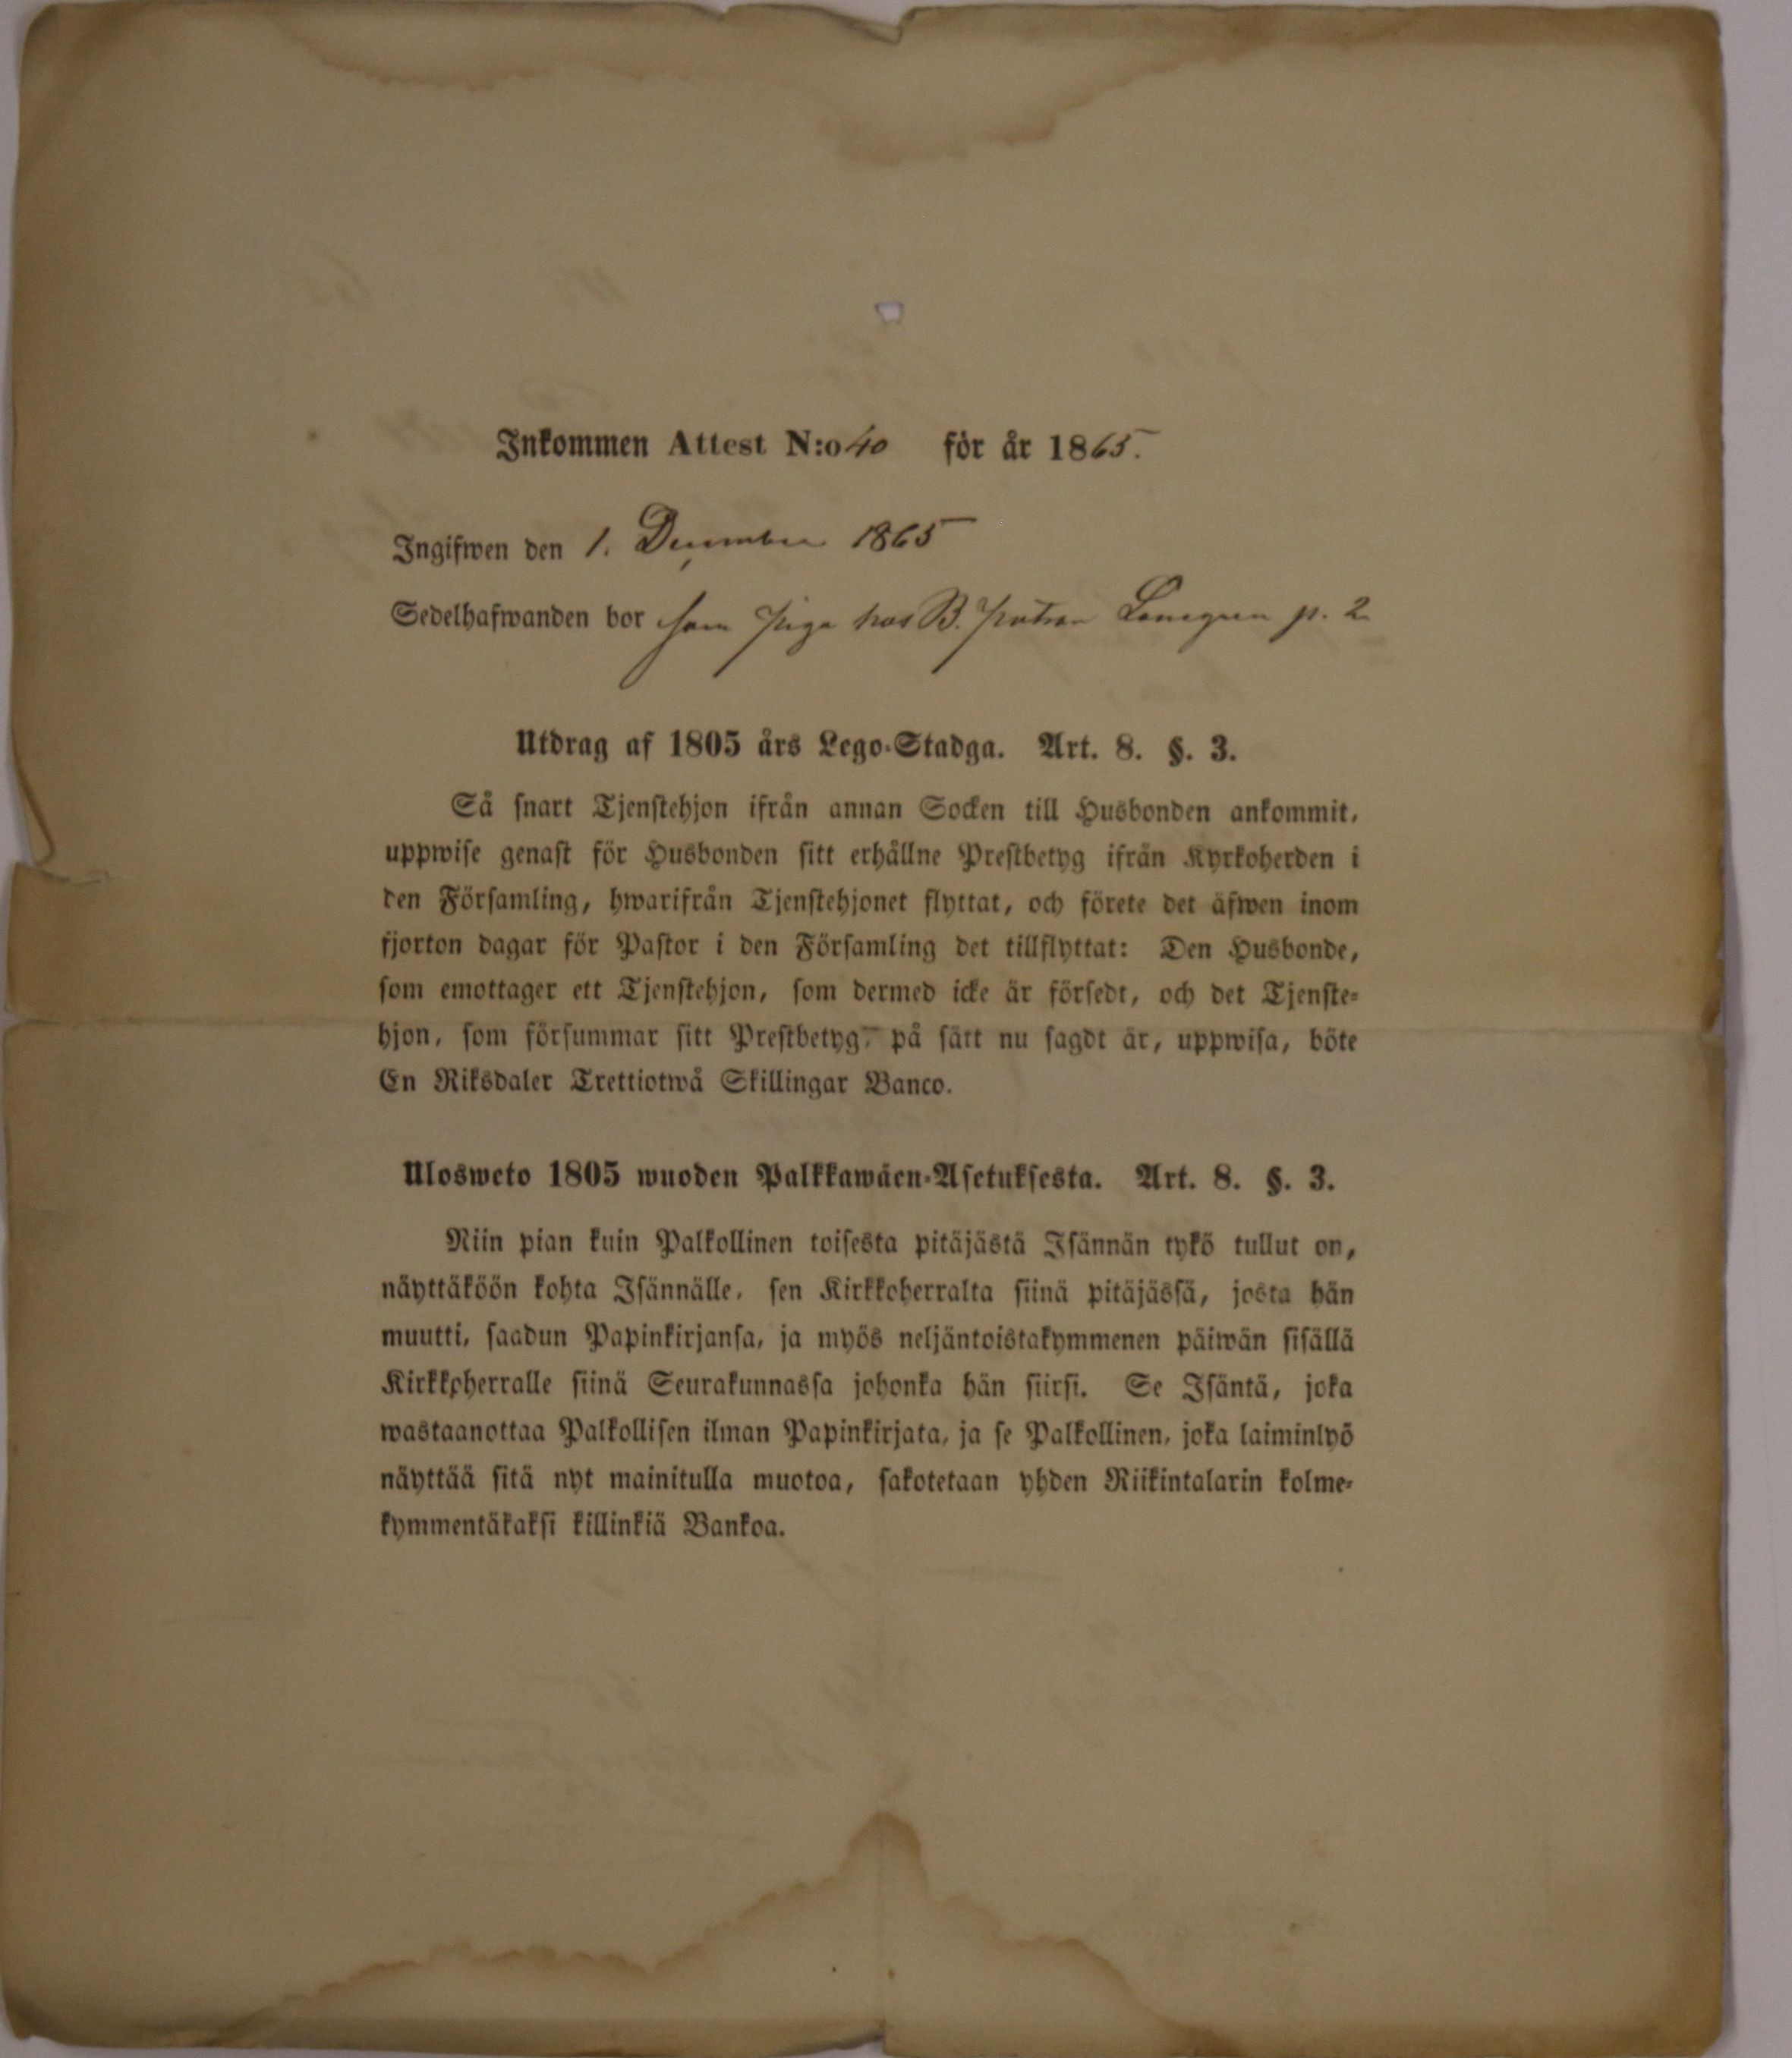 Inkommen Attest N:o 40 för år 1865.
Ingifwen den 1. December 1865
Sedelhafwanden bor som piga hos B. p. 2
Utdrag af 1805 års Lego-Stadga. Art. 8. §. 3.
Så snart Tjenstehjon ifrån annan Socken till Husbonden ankommit,
uppwise genast för Husbonden sitt erhållne Prestbetyg ifrån Kyrkoherden i
den Församling, hwarifrån Tjenstehjonet flyttat, och förete det äfwen inom
fjorton dagar för Pastor i den Församling det tillflyttat: Den Husbonde,
som emottager ett Tjenstehjon, som dermed icke är försedt, och det Tjenste-
hjon, som försummar sitt Prestbetyg, på sätt nu sagdt är, uppwisa, böte
En Riksdaler Trettiotwå Skillingar Banco.
Ulosweto 1805 wuoden Palkkawäen-Asetuksesta. Art. 8. §. 3.
Niin pian kuin Palkollinen toisesta pitäjästä Isännän tykö tullut on,
näyttäköön kohta Isännälle, sen Kirkkoherralta siinä pitäjässä, josta hän
muutti, saadun Papinkirjansa, ja myös neljäntoistakymmenen päiwän sisällä
Kirkkoherralle siinä Seurakunnassa johonka hän siirsi. Se Isäntä, joka
wastaanottaa Palkollisen ilman Papinkirjata, ja se Palkollinen, joka laiminlyö
näyttää sitä nyt mainitulla muotoa, sakotetaan yhden Riikintalarin kolme-
kymmentäkaksi killinkiä Bankoa.